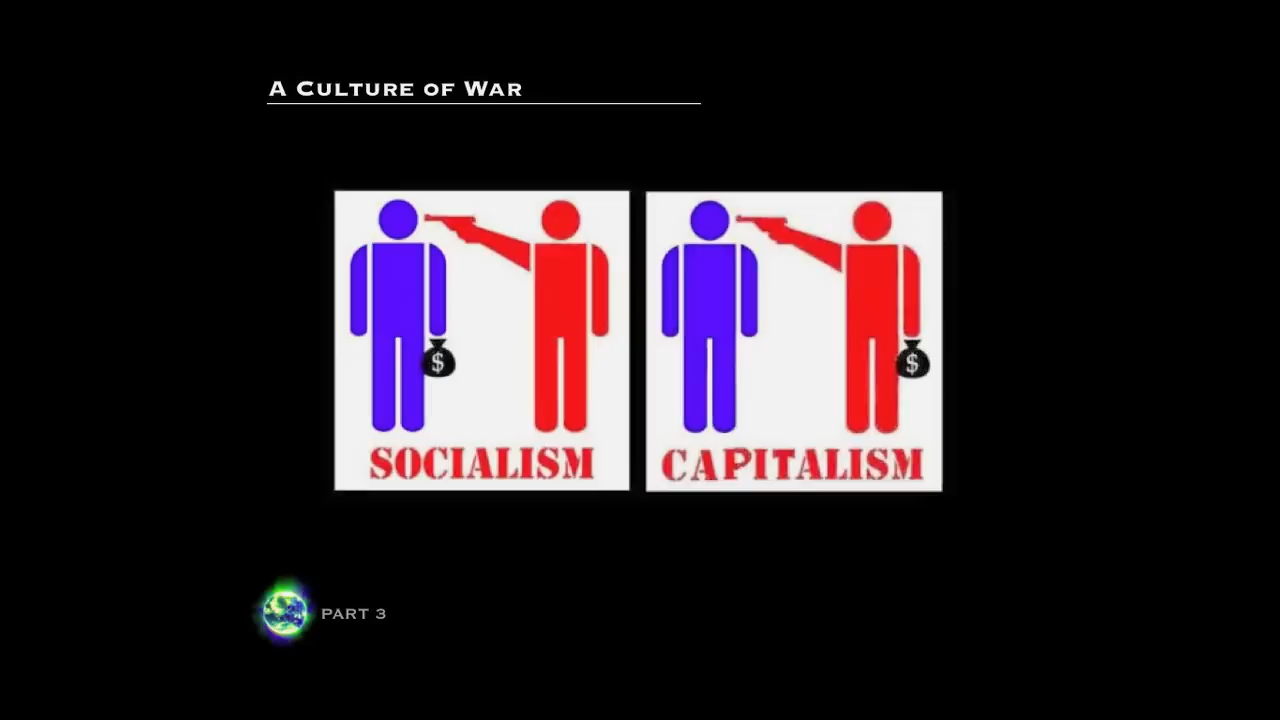 A CULTURE OF WAR
$
$
SOCIALISM
CAPITALISM
PART 3